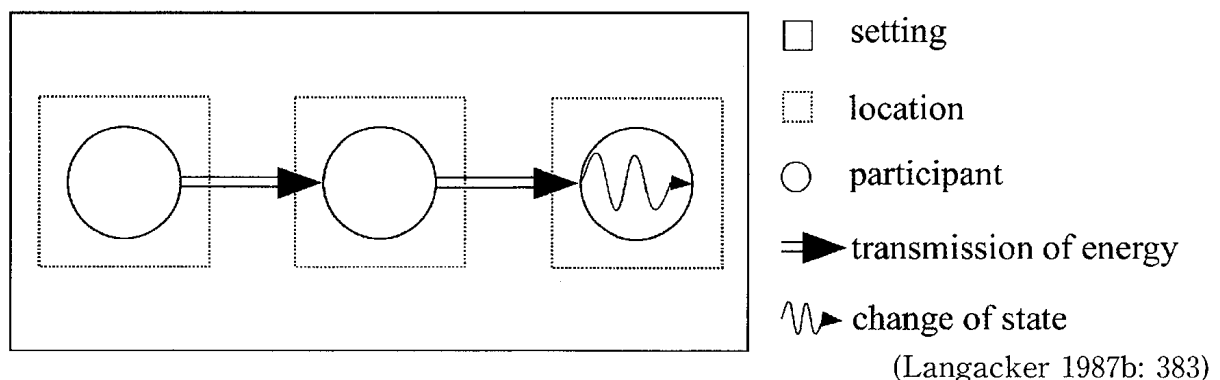 setting
location
participant
transmission of energy
change of state
(Langacker 1987b: 383)